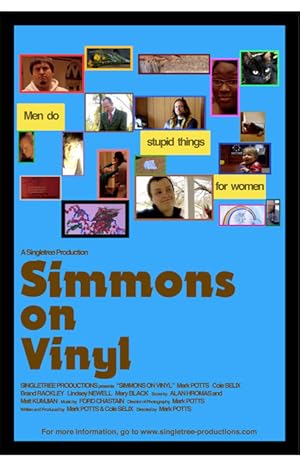 Men do
stupid things
for women
A Singletree Production
Simmons
on
Vinyl
SINGLETREE PRODUCTIONS presents "SIMMONS ON VINYL" Mark POTTS Cole SELIX
Brand RACKLEY Lindsey NEWELL Mary BLACK Score by ALAN HROMAS and
Matt KUMJIAN Music by FORD CHASTAIN Director of Photography Mark POTTS
Written and Produced by Mark POTTS & Cole SELIX Directed by Mark POTTS
For more information, go to www.singletree-productions.com